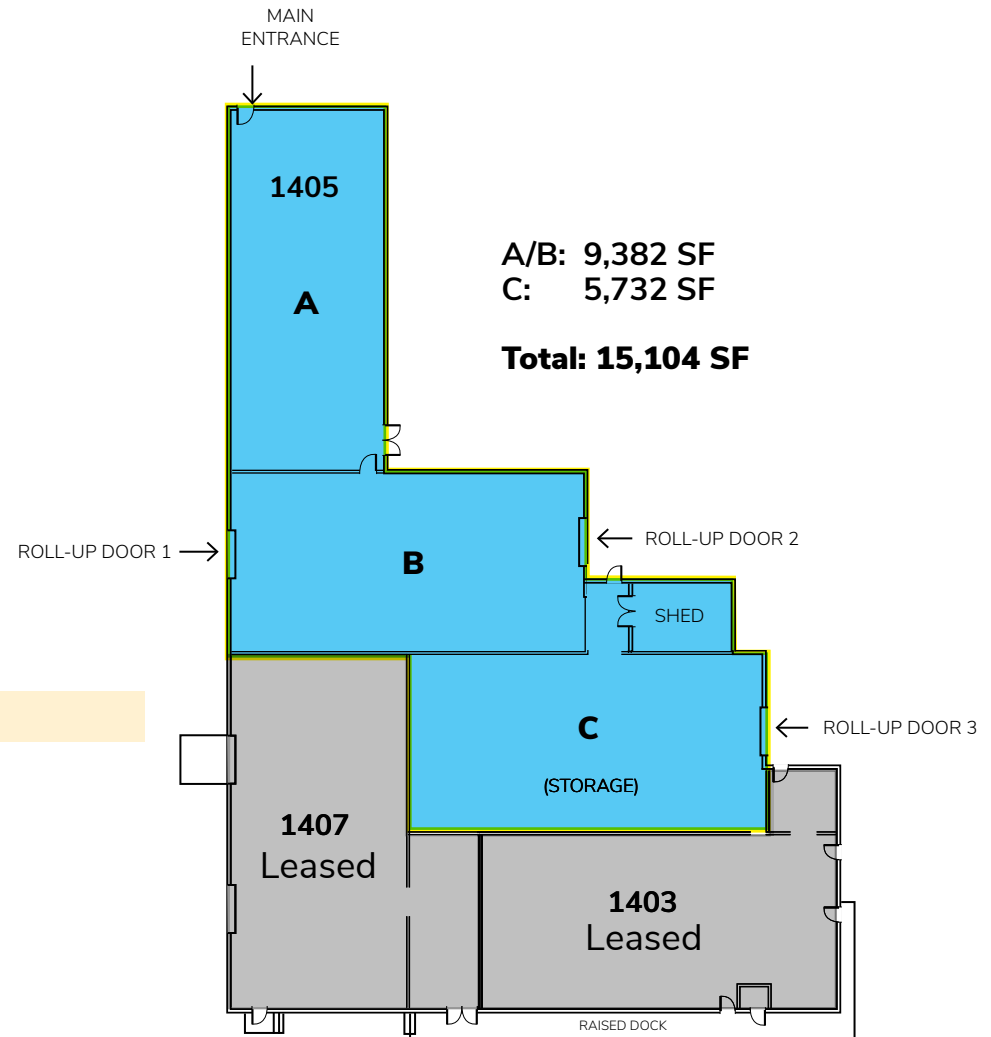 MAIN
ENTRANCE
1405
A/B: 9,382 SF
C: 5,732 SF
A
Total: 15,104 SF
ROLL-UP DOOR 1
B
ROLL-UP DOOR 2
SHED
C
ROLL-UP DOOR 3
(STORAGE)
1407
Leased
1403
Leased
RAISED DOCK